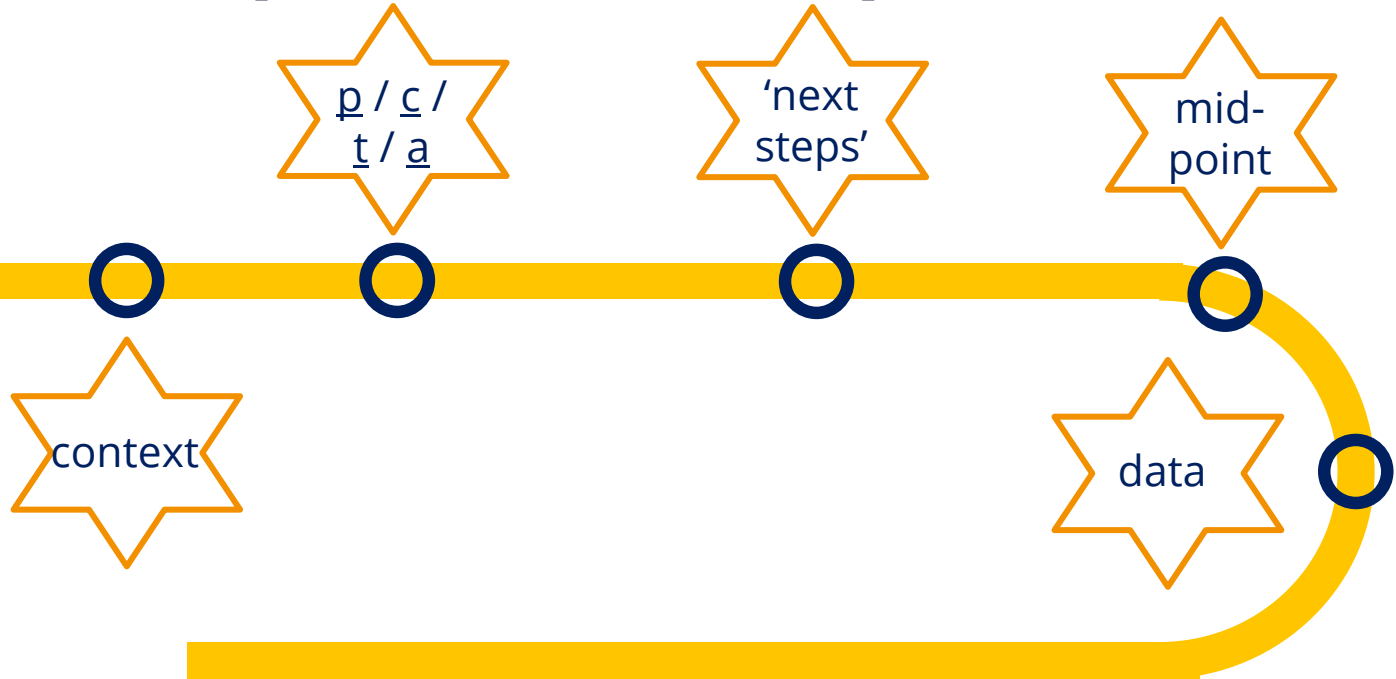 p / c /
t / a
‘next
steps’
mid-
point
context
data